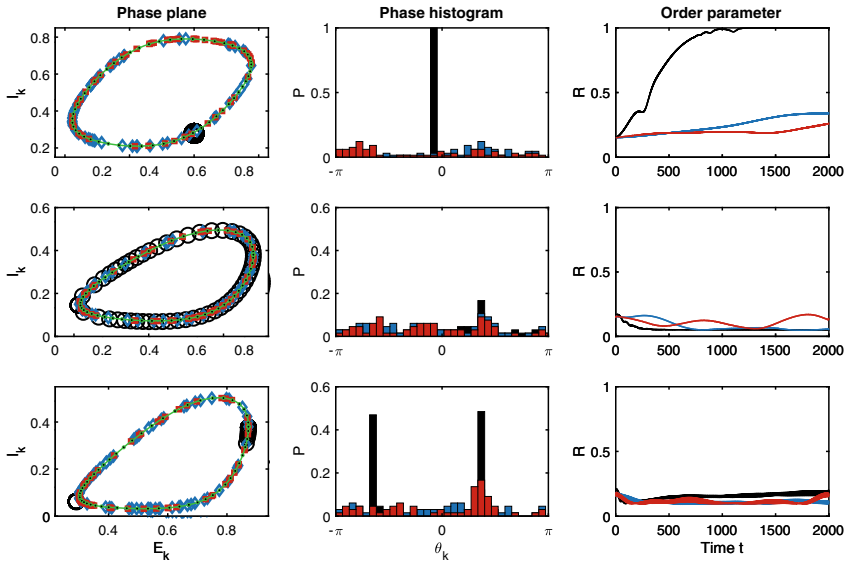 Phase plane Phase histogram Order parameter
I_k
0.8
0.6
0.4
0.2
0 0.2 0.4 0.6 0.8
P
1
0.5
0
-π 0 π
R
1
0.5
0
0 500 1000 1500 2000
I_k
0.6
0.4
0.2
0
0 0.2 0.4 0.6 0.8
P
0.6
0.4
0.2
0
-π 0 π
R
1
0.5
0
0 500 1000 1500 2000
I_k
0.4
0.2
0
0.4 0.6 0.8
E_k
P
0.6
0.4
0.2
0
-π 0 π
θ_k
R
1
0.5
0
0 500 1000 1500 2000
Time t